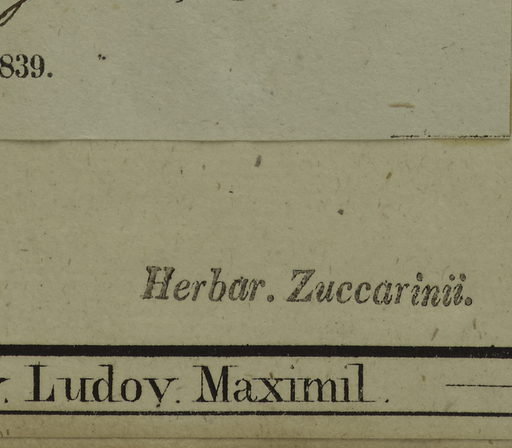 839.
Herbar. Zuccarinii.
. Ludov. Maximil.